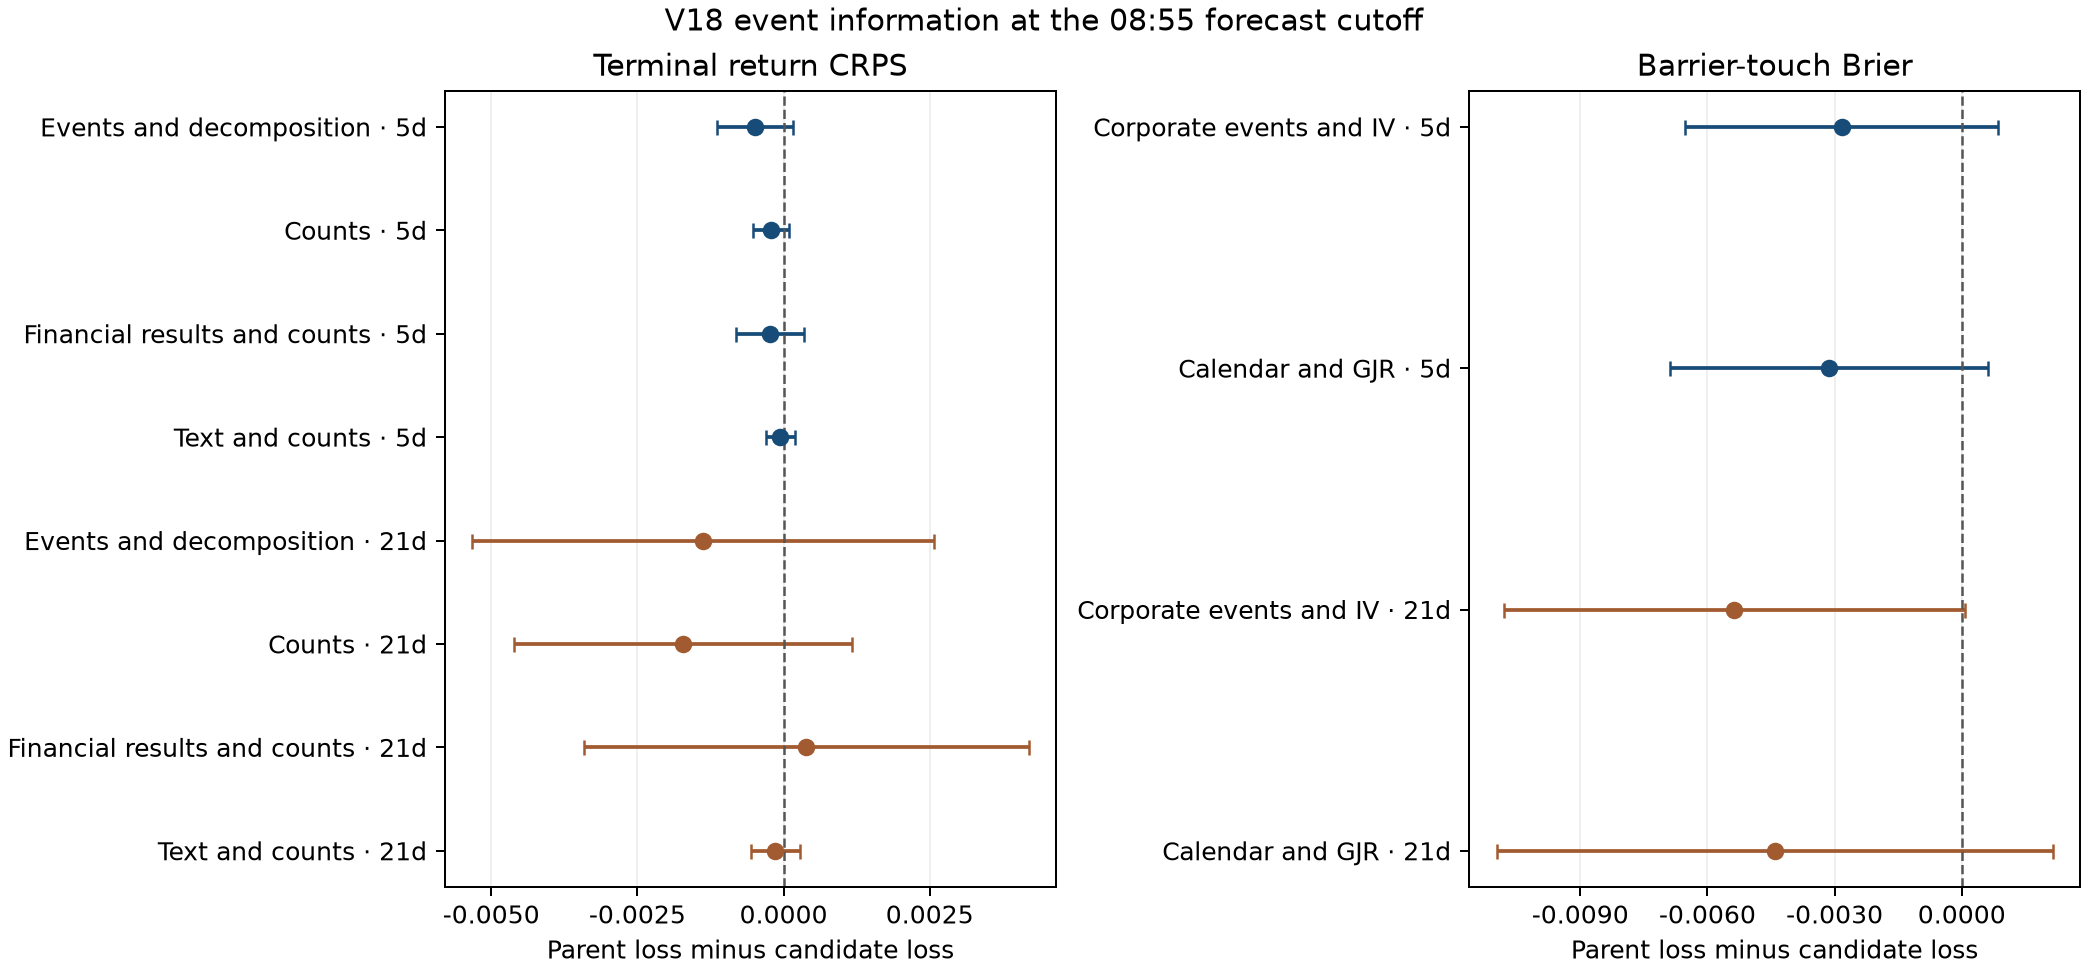 V18 event information at the 08:55 forecast cutoff
Terminal return CRPS
Events and decomposition · 5d
Counts · 5d
Financial results and counts · 5d
Text and counts · 5d
Events and decomposition · 21d
Counts · 21d
Financial results and counts · 21d
Text and counts · 21d
-0.0050 -0.0025 0.0000 0.0025
Parent loss minus candidate loss
Barrier-touch Brier
Corporate events and IV · 5d
Calendar and GJR · 5d
Corporate events and IV · 21d
Calendar and GJR · 21d
-0.0090 -0.0060 -0.0030 0.0000
Parent loss minus candidate loss